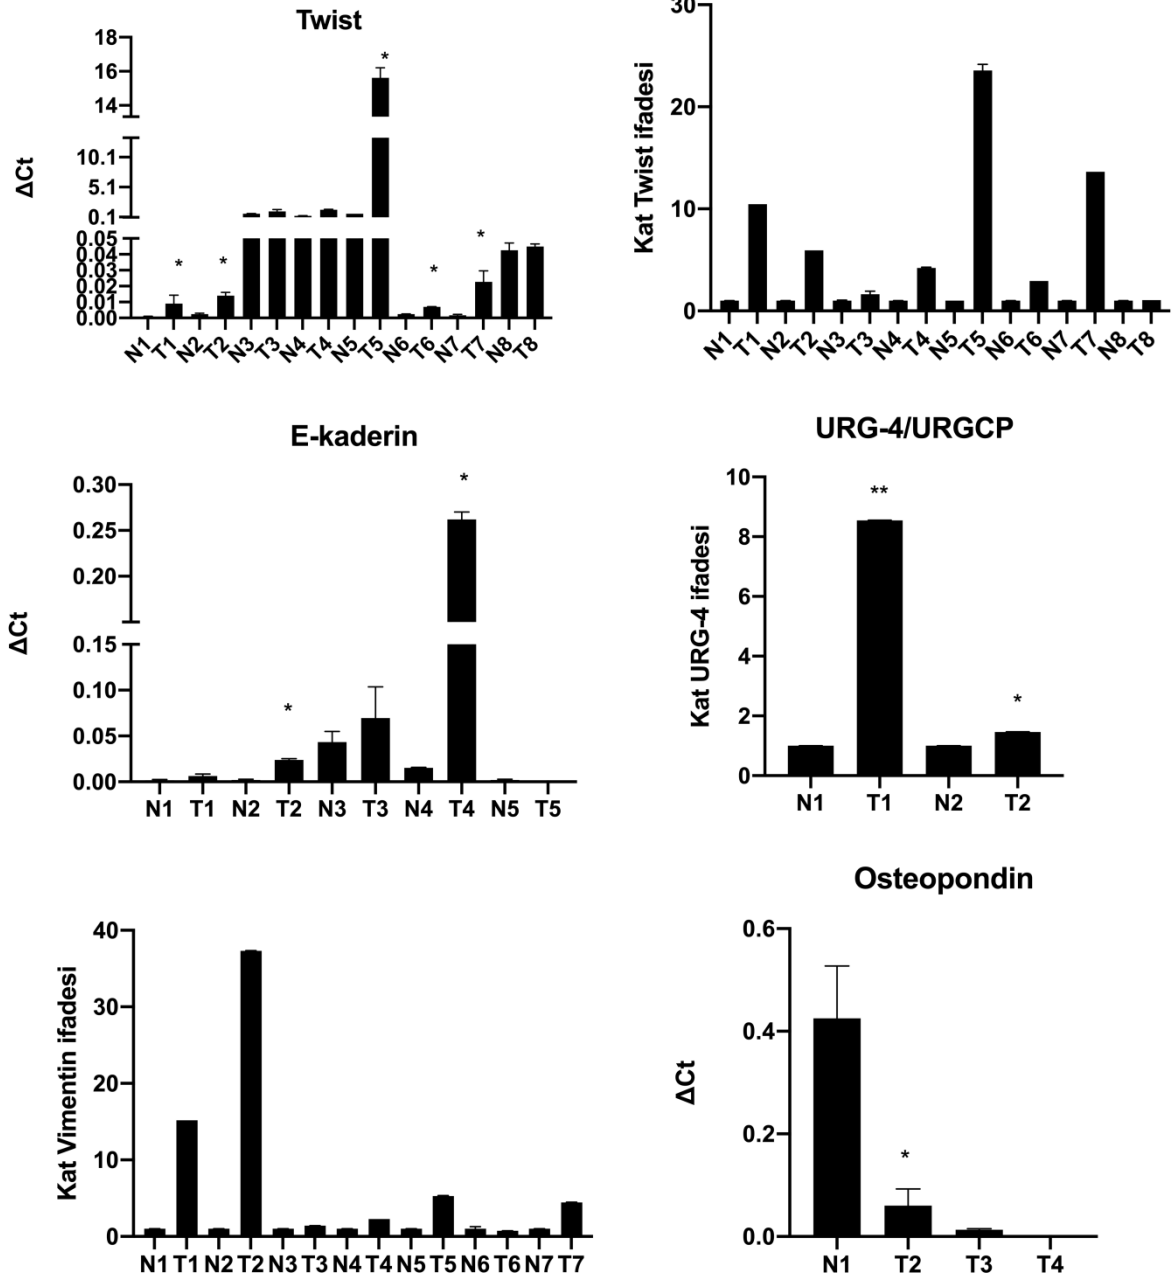 Twist
ΔCt
18
16
14
10.1
5.1
0.1
0.05
0.04
0.03
0.02
0.01
0.00
* * * * * *
N1 T1 N2 T2 N3 T3 N4 T4 N5 T5 N6 T6 N7 T7 N8 T8
Kat Twist ifadesi
30
20
10
0
N1 T1 N2 T2 N3 T3 N4 T4 N5 T5 N6 T6 N7 T7 N8 T8
E-kaderin
ΔCt
0.30
0.25
0.20
0.15
0.10
0.05
0.00
* *
N1 T1 N2 T2 N3 T3 N4 T4 N5 T5
URG-4/URGCP
Kat URG-4 ifadesi
10
8
6
4
2
0
** *
N1 T1 N2 T2
Kat Vimentin ifadesi
40
30
20
10
0
N1 T1 N2 T2 N3 T3 N4 T4 N5 T5 N6 T6 N7 T7
Osteopondin
ΔCt
0.6
0.4
0.2
0.0
*
N1 T2 T3 T4